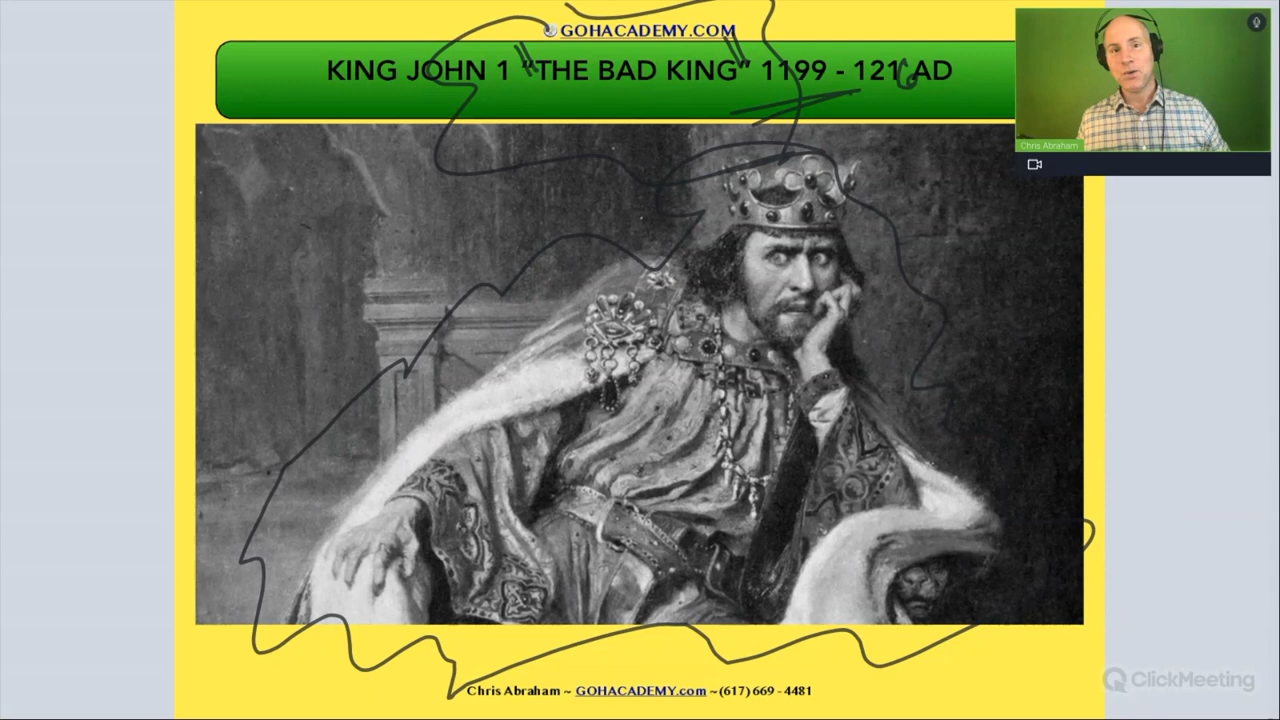 GOHACADEMY.COM
KING JOHN 1 “THE BAD KING” 1199 - 1216 AD
Chris Abraham
Chris Abraham ~ GOHACADEMY.com ~(617) 669 - 4481
ClickMeeting